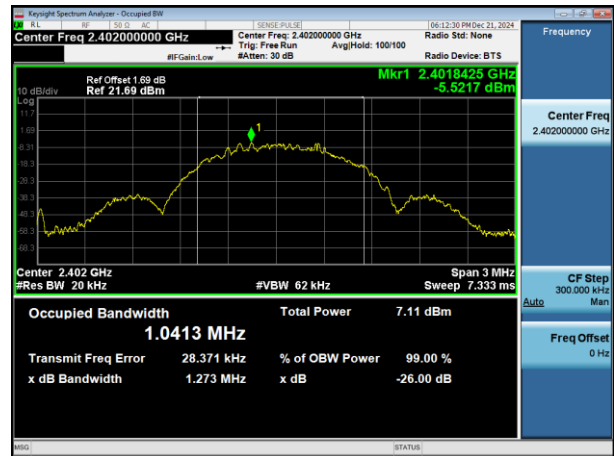 Keysight Spectrum Analyzer - Occupied BW
RL RF 50 Ω AC SENSE:PULSE 06:12:30 PM Dec 21, 2024
Center Freq 2.402000000 GHz
Center Freq: 2.402000000 GHz Radio Std: None
Trig: Free Run Avg|Hold: 100/100
#IFGain:Low #Atten: 30 dB Radio Device: BTS
Frequency
Ref Offset 1.69 dB
10 dB/div Ref 21.69 dBm
Mkr1 2.4018425 GHz
-5.5217 dBm
Log
11.7
1.69
-8.31
-18.3
-28.3
-38.3
-48.3
-58.3
-68.3
1
Center Freq
2.402000000 GHz
Center 2.402 GHz Span 3 MHz
#Res BW 20 kHz #VBW 62 kHz Sweep 7.333 ms
CF Step
300.000 kHz
Auto Man
Occupied Bandwidth Total Power 7.11 dBm
1.0413 MHz
Transmit Freq Error 28.371 kHz % of OBW Power 99.00 %
x dB Bandwidth 1.273 MHz x dB -26.00 dB
Freq Offset
0 Hz
MSG STATUS